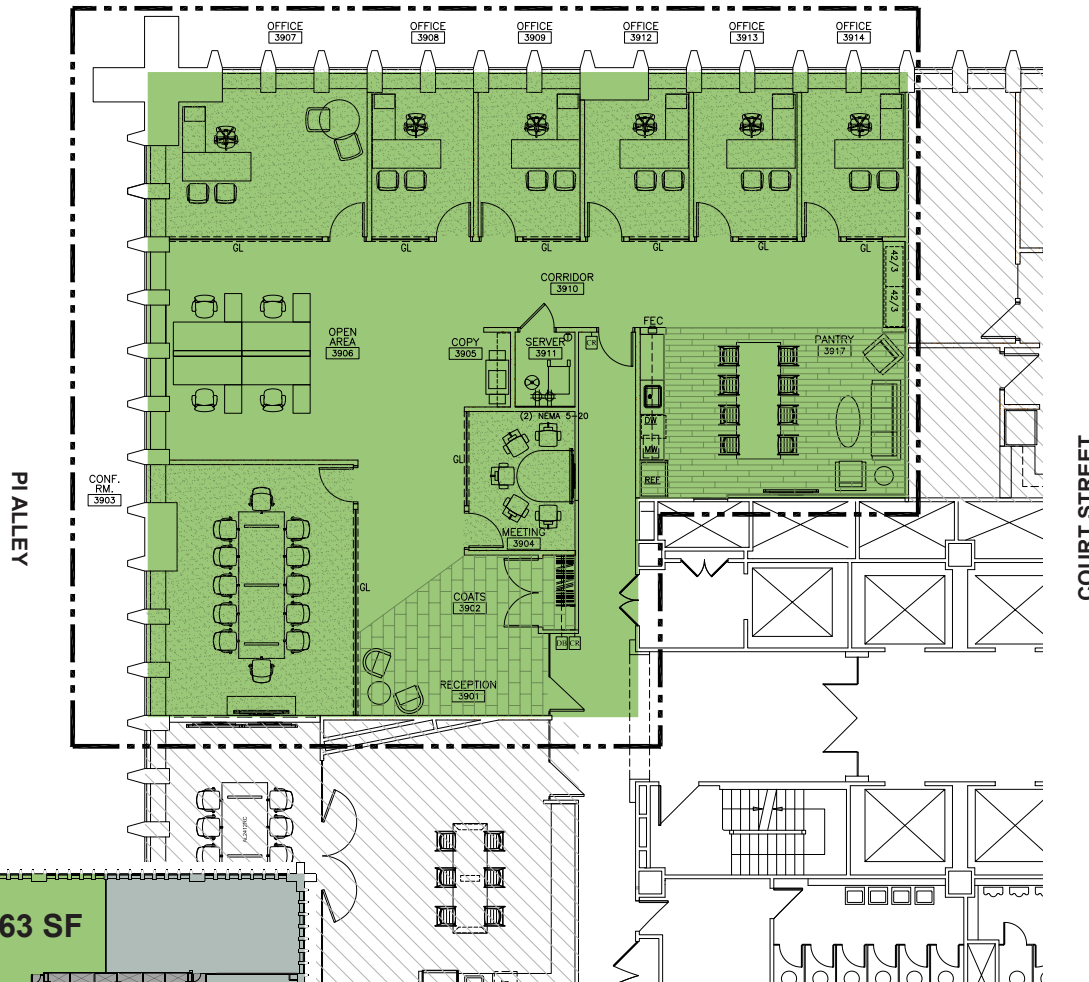 OFFICE
3907
OFFICE
3908
OFFICE
3909
OFFICE
3912
OFFICE
3913
OFFICE
3914
GL
GL
GL
GL
GL
GL
42/3
42/3
CORRIDOR
3910
OPEN
AREA
3906
COPY
3905
SERVER
3911
CR
FEC
PANTRY
3917
(2) NEMA 5-20
DW
MW
REF
GL
CONF.
RM.
3903
MEETING
3904
GL
COATS
3902
DB
CR
RECEPTION
3901
PI ALLEY
COURT STREET
63 SF